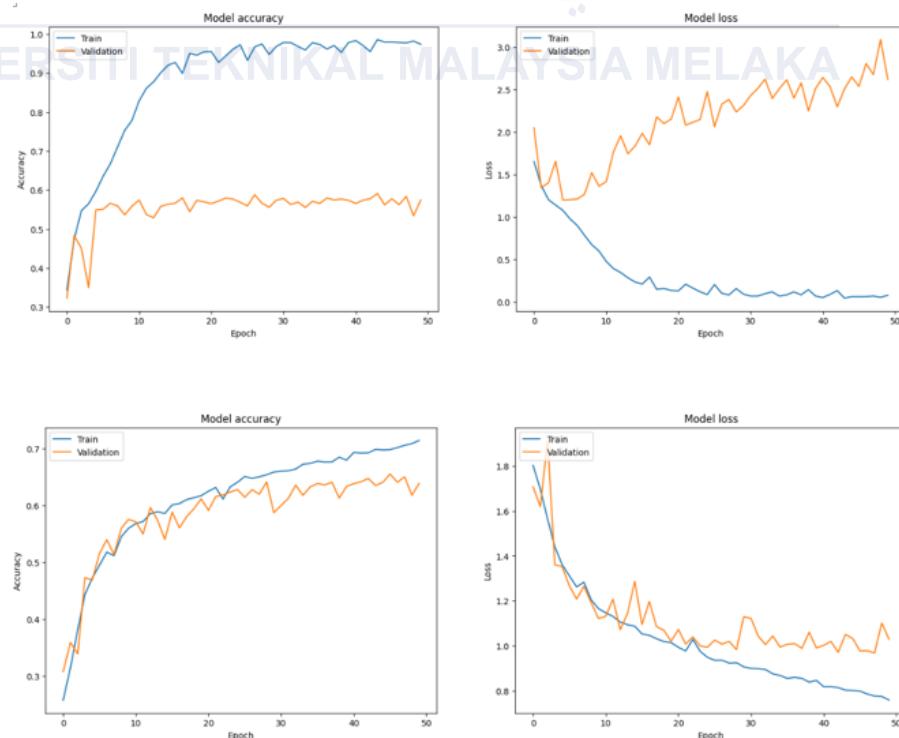 Model accuracy
Train
Validation
1.0
0.9
0.8
0.7
0.6
0.5
0.4
0.3
Accuracy
0 10 20 30 40 50
Epoch
Model loss
Train
Validation
3.0
2.5
2.0
1.5
1.0
0.5
0.0
Loss
0 10 20 30 40 50
Epoch
ERSITI TEKNIKAL MALAYSIA MELAKA
Model accuracy
Train
Validation
0.7
0.6
0.5
0.4
0.3
Accuracy
0 10 20 30 40 50
Epoch
Model loss
Train
Validation
1.8
1.6
1.4
1.2
1.0
0.8
Loss
0 10 20 30 40 50
Epoch